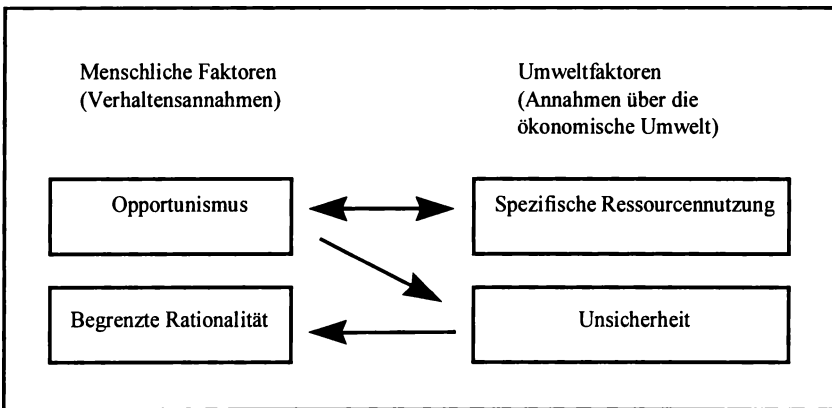 Menschliche Faktoren
(Verhaltensannahmen)
Umweltfaktoren
(Annahmen über die
ökonomische Umwelt)
Opportunismus
Spezifische Ressourcennutzung
Begrenzte Rationalität
Unsicherheit